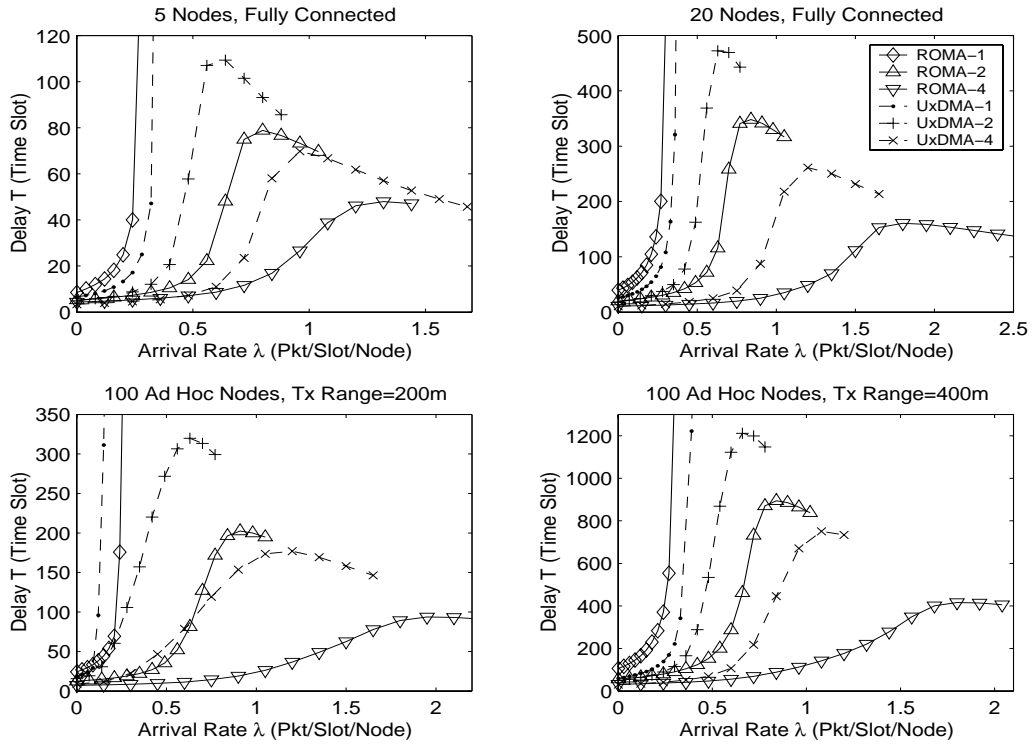 5 Nodes, Fully Connected
120
100
80
60
40
20
0
Delay T (Time Slot)
0
0.5
1
1.5
Arrival Rate λ (Pkt/Slot/Node)
20 Nodes, Fully Connected
500
400
300
200
100
0
Delay T (Time Slot)
0
0.5
1
1.5
2
2.5
Arrival Rate λ (Pkt/Slot/Node)
ROMA−1
ROMA−2
ROMA−4
UxDMA−1
UxDMA−2
UxDMA−4
100 Ad Hoc Nodes, Tx Range=200m
350
300
250
200
150
100
50
0
Delay T (Time Slot)
0
0.5
1
1.5
2
Arrival Rate λ (Pkt/Slot/Node)
100 Ad Hoc Nodes, Tx Range=400m
1200
1000
800
600
400
200
0
Delay T (Time Slot)
0
0.5
1
1.5
2
Arrival Rate λ (Pkt/Slot/Node)